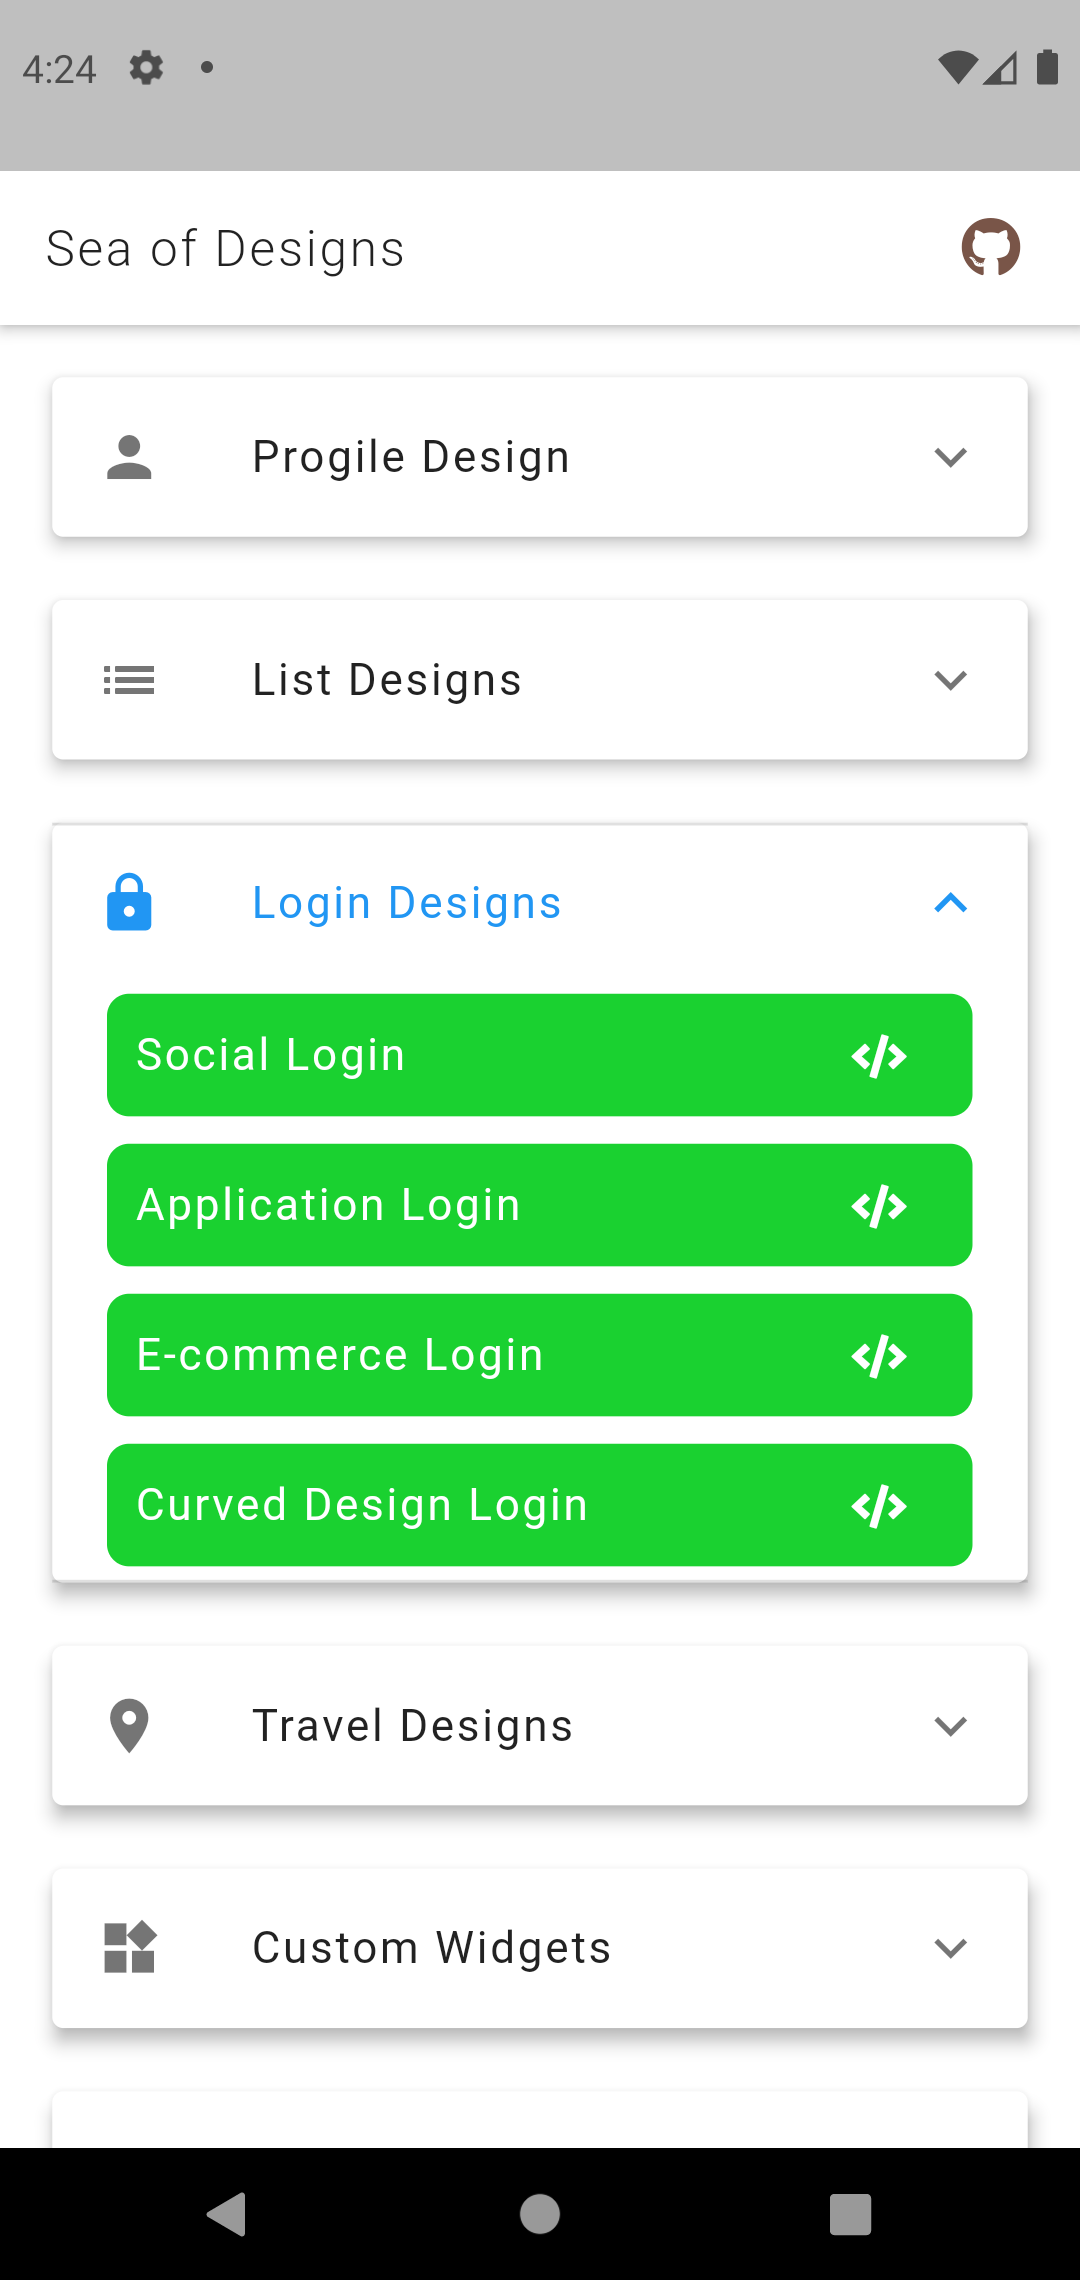 4:24
Sea of Designs
Progile Design
List Designs
Login Designs
Social Login
Application Login
E-commerce Login
Curved Design Login
Travel Designs
Custom Widgets